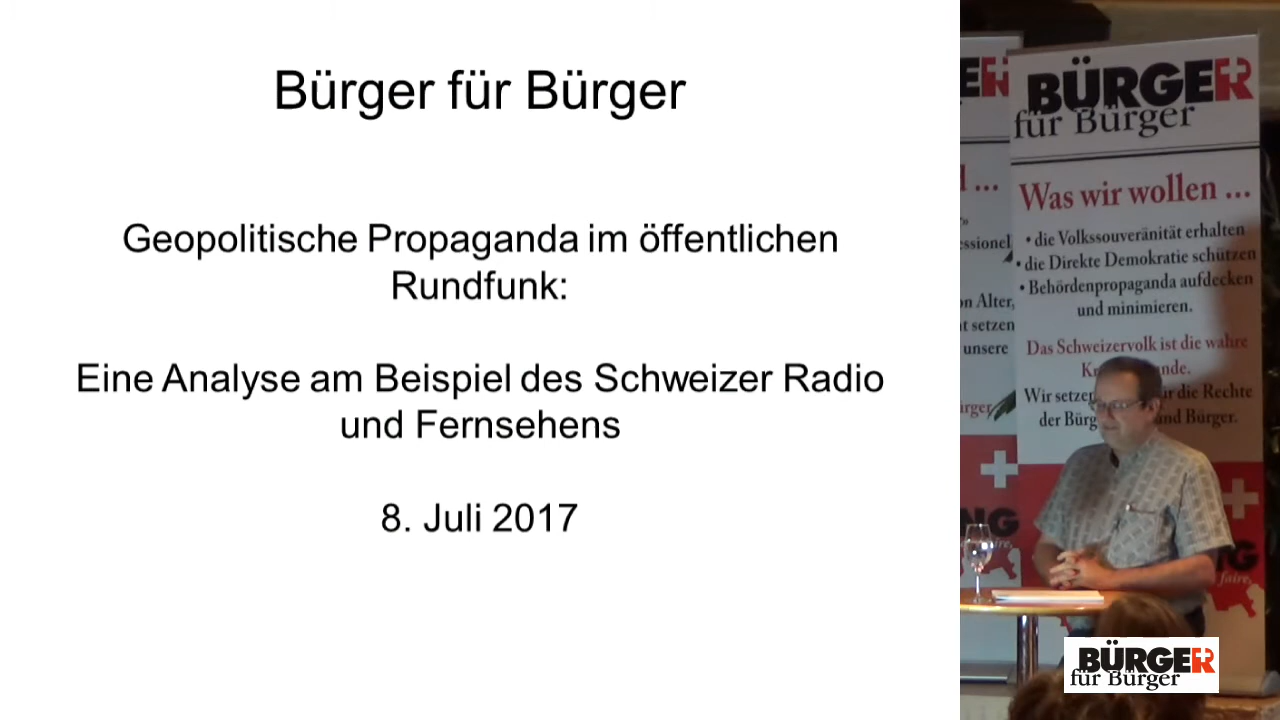 Bürger für Bürger
Geopolitische Propaganda im öffentlichen
Rundfunk:
Eine Analyse am Beispiel des Schweizer Radio
und Fernsehens
8. Juli 2017
BÜRGER
für Bürger
Was wir wollen ...
• die Volkssouveränität erhalten
• die Direkte Demokratie schützen
• Behördenpropaganda aufdecken
und minimieren.
Das Schweizervolk ist die wahre
Wir setzen für die Rechte
der Bürg und Bürger.
faire,
BÜRGER
für Bürger